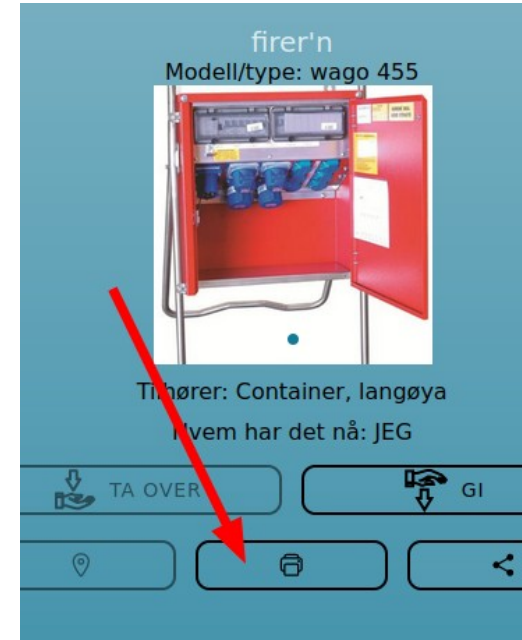 firer'n
Modell/type: wago 455
Tilhører: Container, langøya
Hvem har det nå: JEG
TA OVER
GI